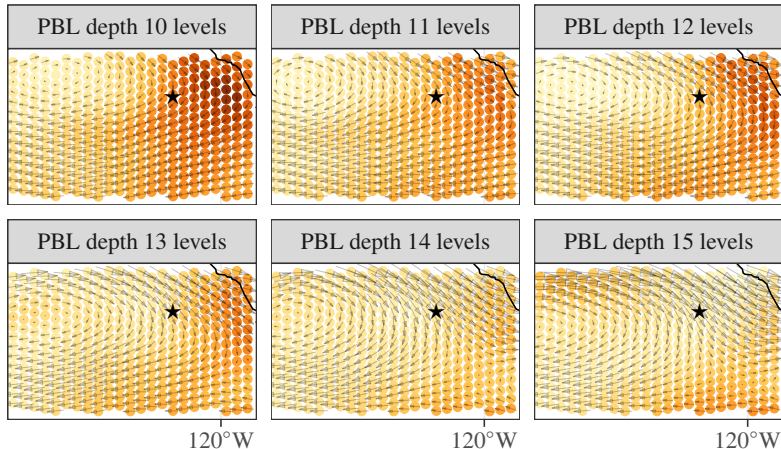 PBL depth 10 levels
PBL depth 11 levels
PBL depth 12 levels
PBL depth 13 levels
PBL depth 14 levels
PBL depth 15 levels
120°W
120°W
120°W